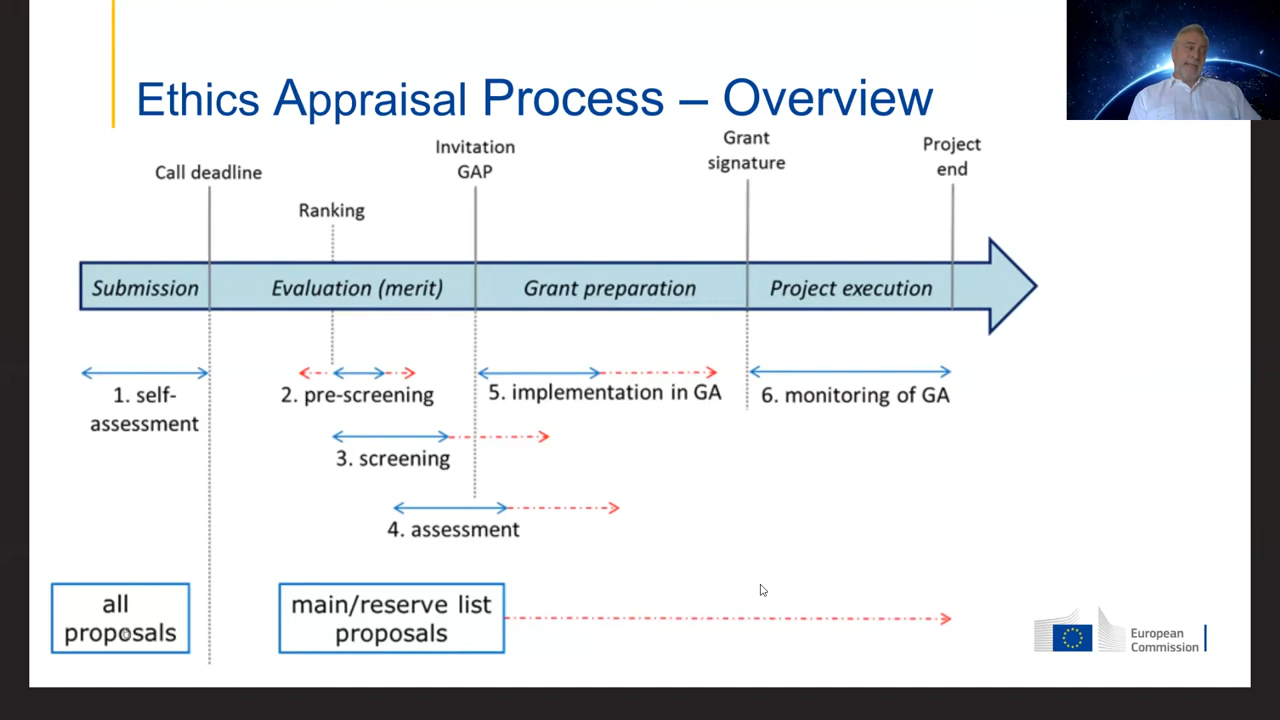 Ethics Appraisal Process – Overview
Call deadline
Ranking
Invitation
GAP
Grant
signature
Project
end
Submission
Evaluation (merit)
Grant preparation
Project execution
1. self-
assessment
2. pre-screening
5. implementation in GA
6. monitoring of GA
3. screening
4. assessment
all
proposals
main/reserve list
proposals
European
Commission